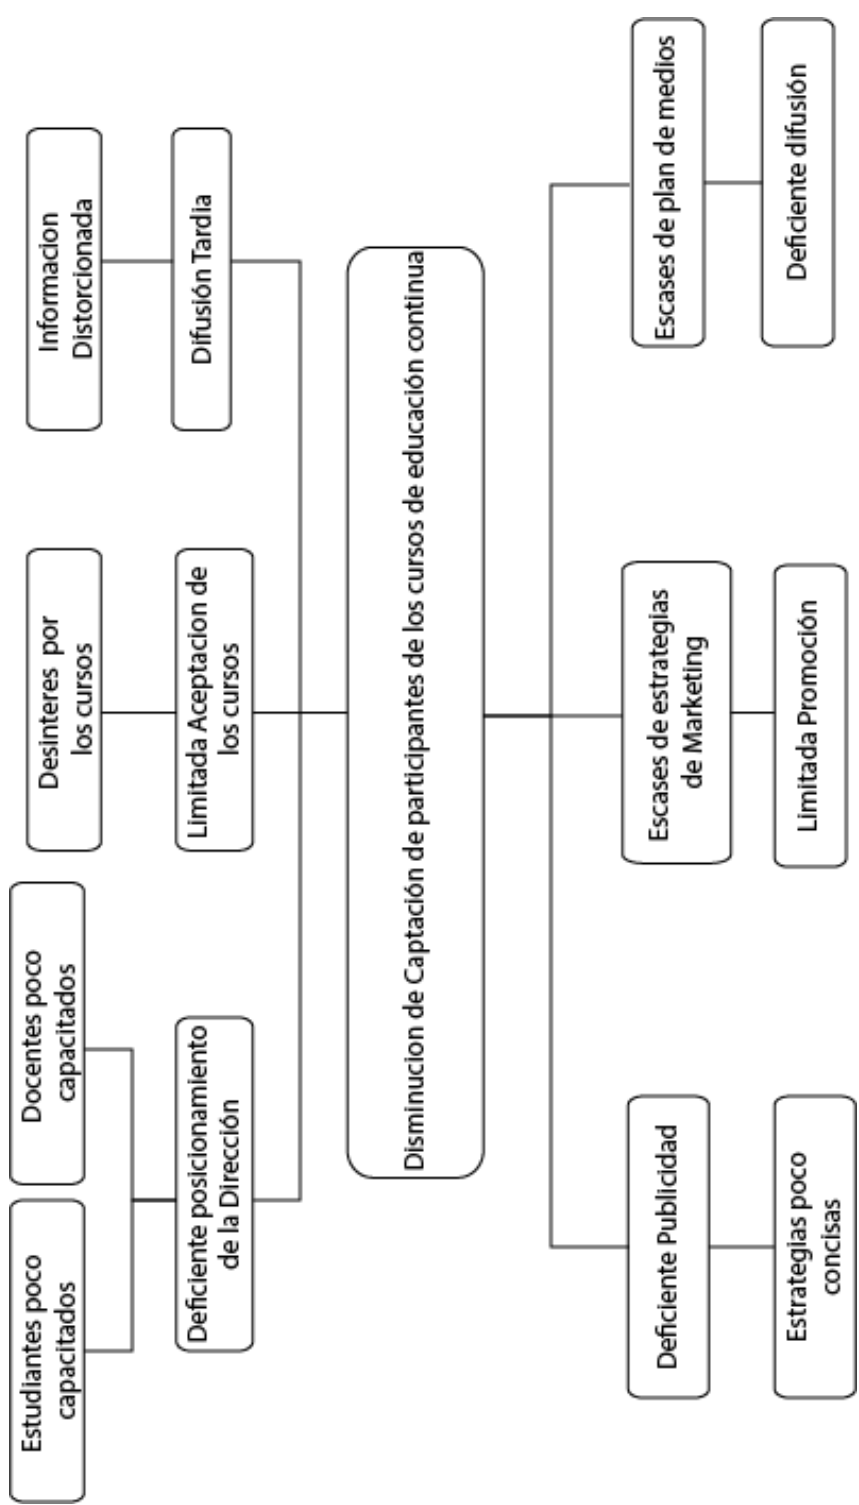 Estudiantes poco
capacitados
Docentes poco
capacitados
Desinteres por
los cursos
Informacion
Distorcionada
Deficiente posicionamiento
de la Dirección
Limitada Aceptacion de
los cursos
Difusión Tardia
Disminucion de Captación de participantes de los cursos de educación continua
Deficiente Publicidad
Escases de estrategias
de Marketing
Escases de plan de medios
Estrategias poco
concisas
Limitada Promoción
Deficiente difusión